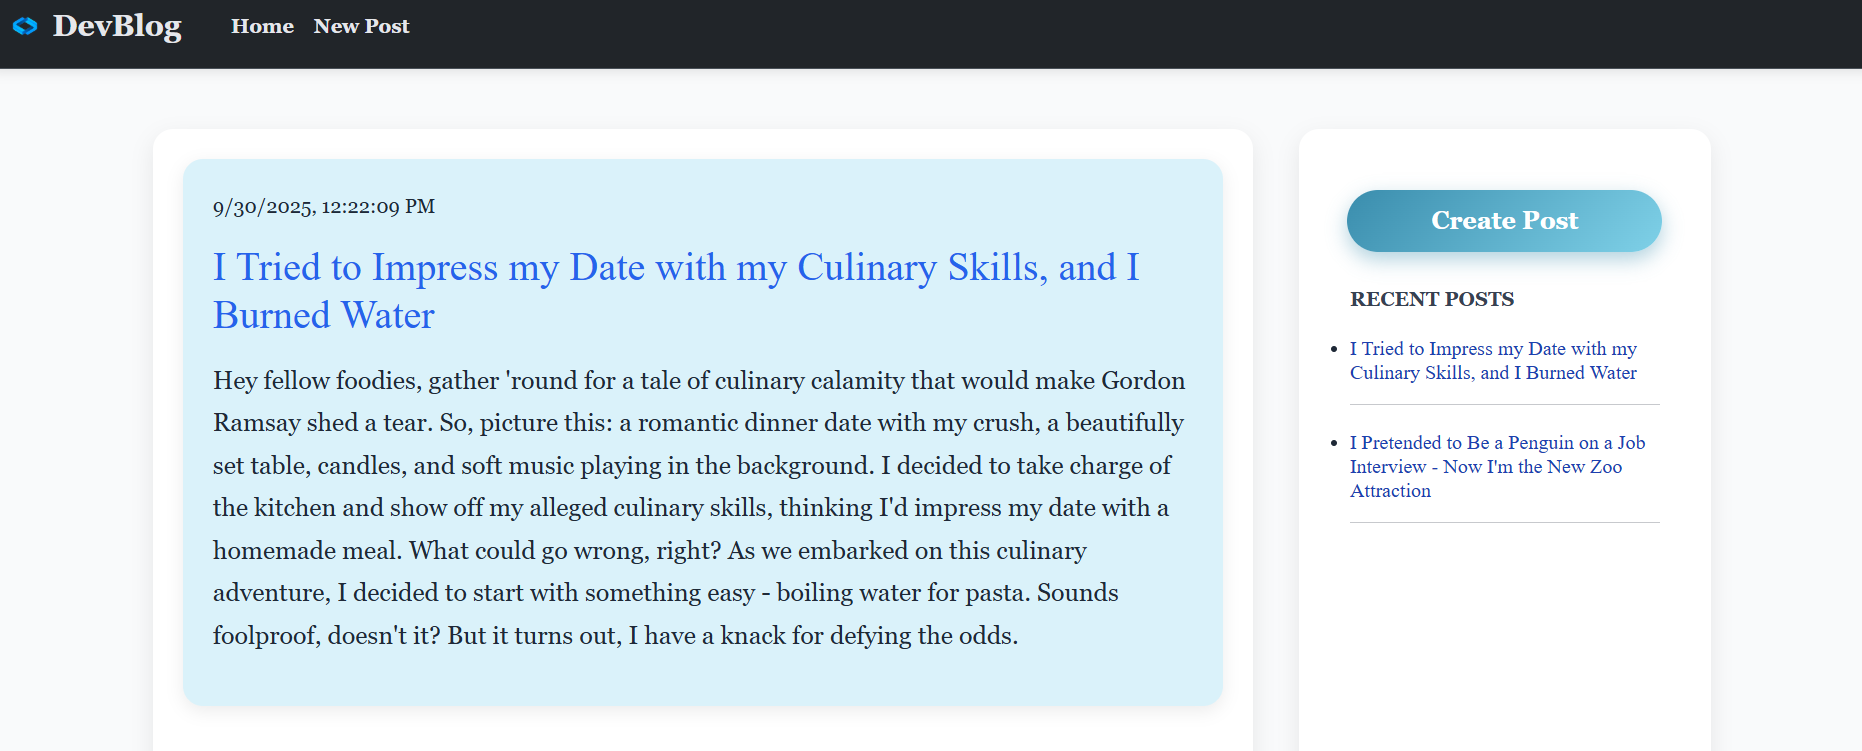 DevBlog Home New Post
9/30/2025, 12:22:09 PM
I Tried to Impress my Date with my Culinary Skills, and I
Burned Water
Hey fellow foodies, gather 'round for a tale of culinary calamity that would make Gordon
Ramsay shed a tear. So, picture this: a romantic dinner date with my crush, a beautifully
set table, candles, and soft music playing in the background. I decided to take charge of
the kitchen and show off my alleged culinary skills, thinking I'd impress my date with a
homemade meal. What could go wrong, right? As we embarked on this culinary
adventure, I decided to start with something easy - boiling water for pasta. Sounds
foolproof, doesn't it? But it turns out, I have a knack for defying the odds.
Create Post
RECENT POSTS
I Tried to Impress my Date with my
Culinary Skills, and I Burned Water
I Pretended to Be a Penguin on a Job
Interview - Now I'm the New Zoo
Attraction